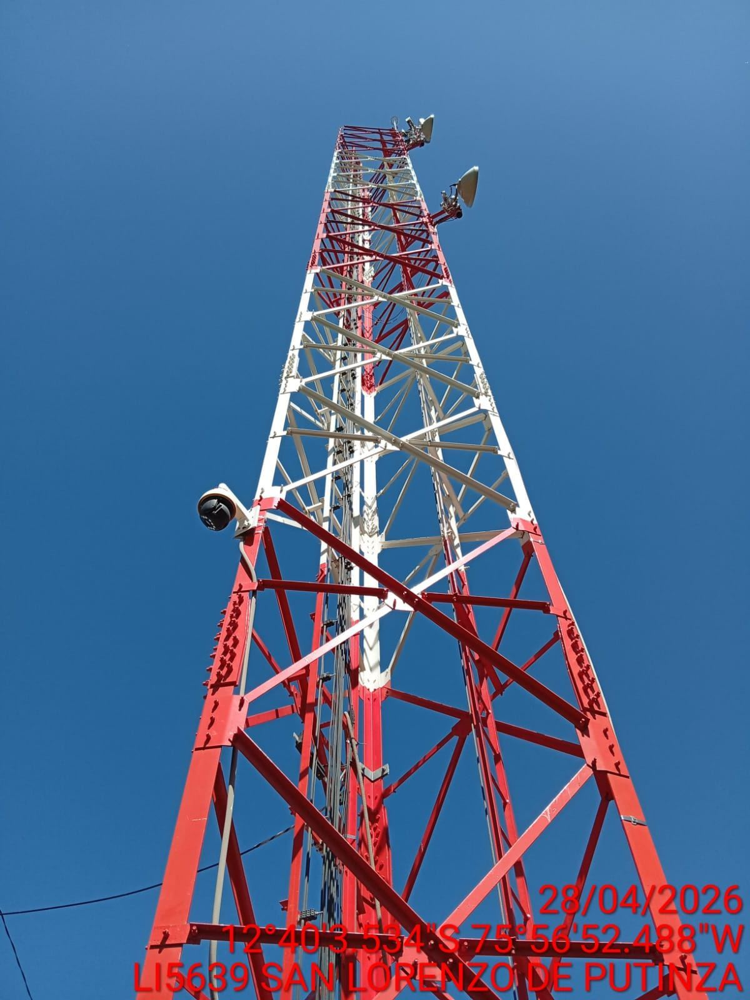 28/04/2026
12°40'3.534"S 75°56'52.488"W
LI5639 SAN LORENZO DE PUTINZA